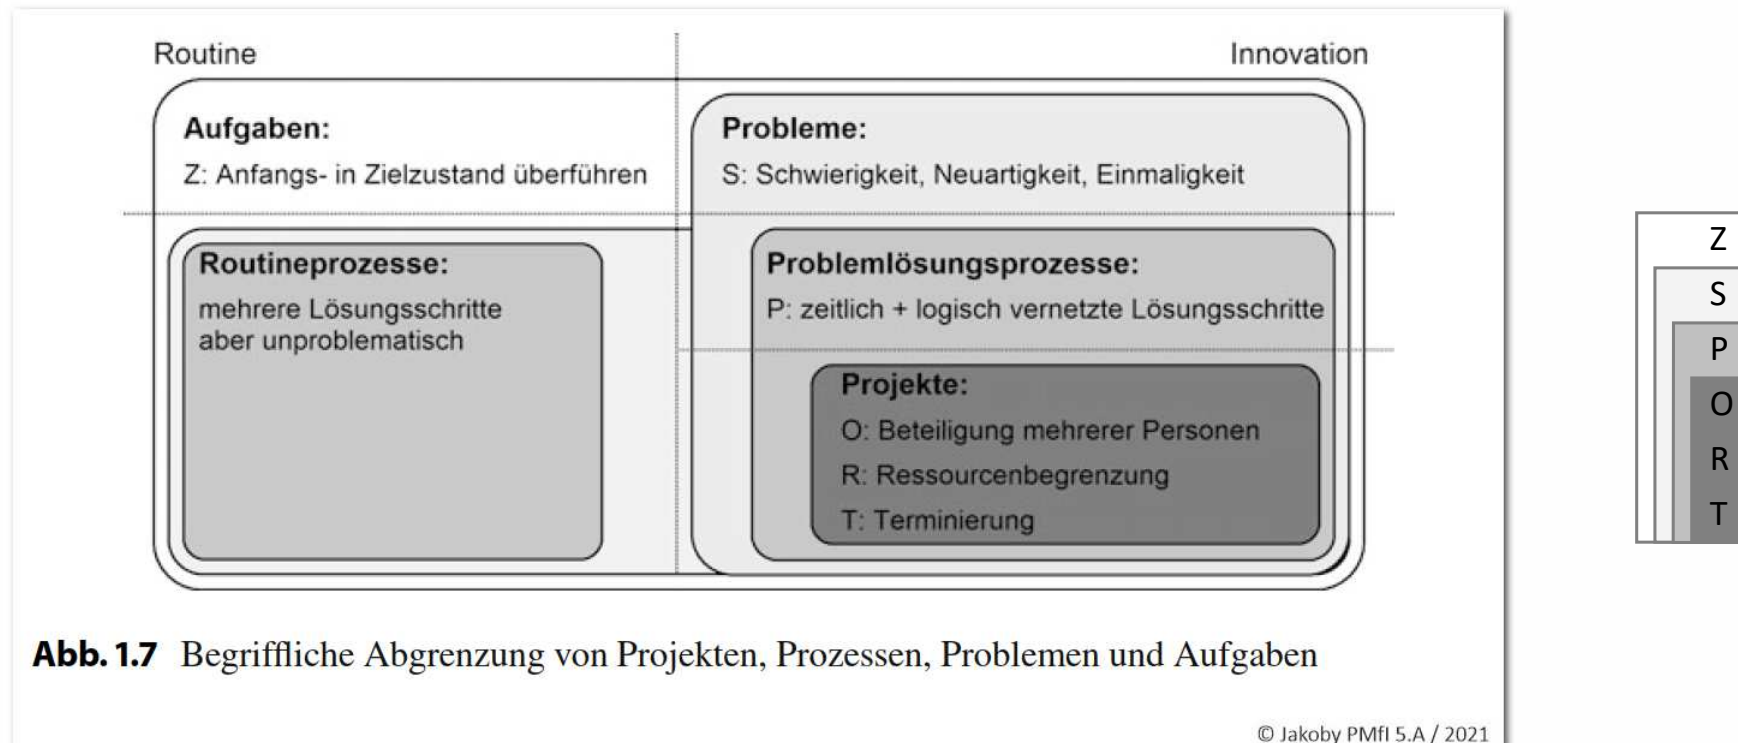 Routine
Innovation
Aufgaben:
Z: Anfangs- in Zielzustand überführen
Probleme:
S: Schwierigkeit, Neuartigkeit, Einmaligkeit
Routineprozesse:
mehrere Lösungsschritte
aber unproblematisch
Problemlösungsprozesse:
P: zeitlich + logisch vernetzte Lösungsschritte
Projekte:
O: Beteiligung mehrerer Personen
R: Ressourcenbegrenzung
T: Terminierung
Z
S
P
O
R
T
Abb. 1.7 Begriffliche Abgrenzung von Projekten, Prozessen, Problemen und Aufgaben
© Jakoby PMfI 5.A / 2021